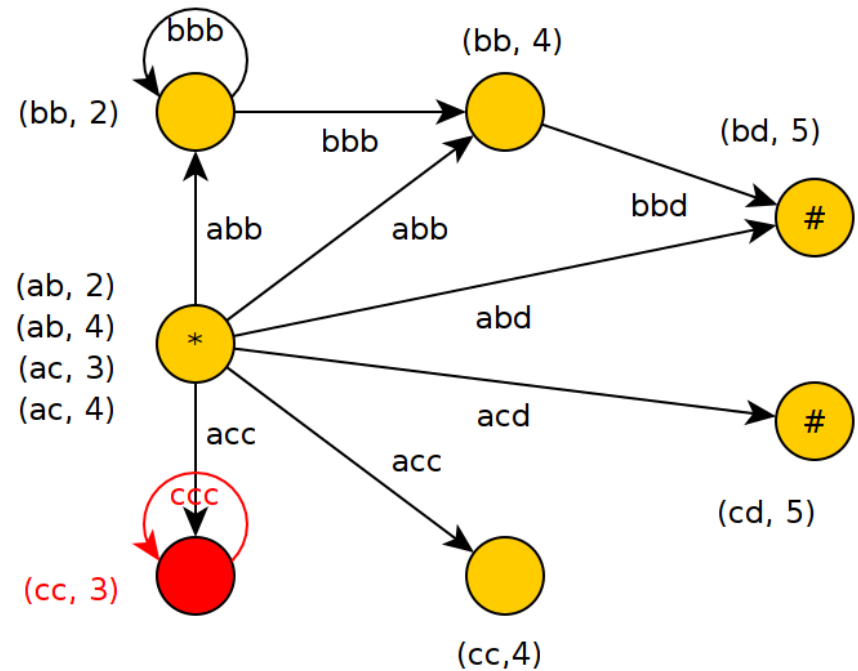 bbb
(bb, 4)
(bb, 2)
bbb
(bd, 5)
bbd
#
abb
abb
(ab, 2)
(ab, 4)
(ac, 3)
(ac, 4)
*
abd
acd
#
acc
acc
ccc
(cd, 5)
(cc, 3)
(cc,4)